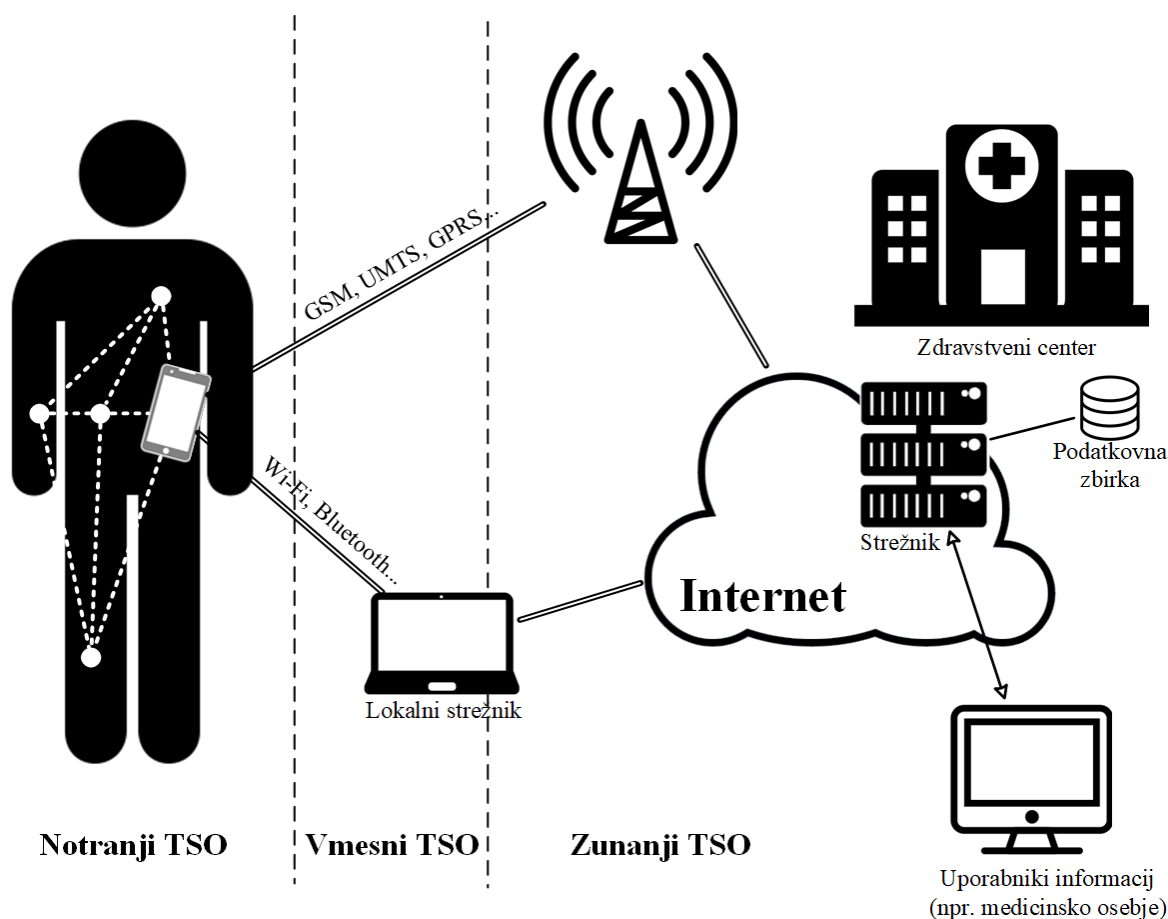 GSM, UMTS, GPRS...
Zdravstveni center
Podatkovna
zbirka
Wi-Fi, Bluetooth...
Strežnik
Internet
Lokalni strežnik
Notranji TSO
Vmesni TSO
Zunanji TSO
Uporabniki informacij
(npr. medicinsko osebje)